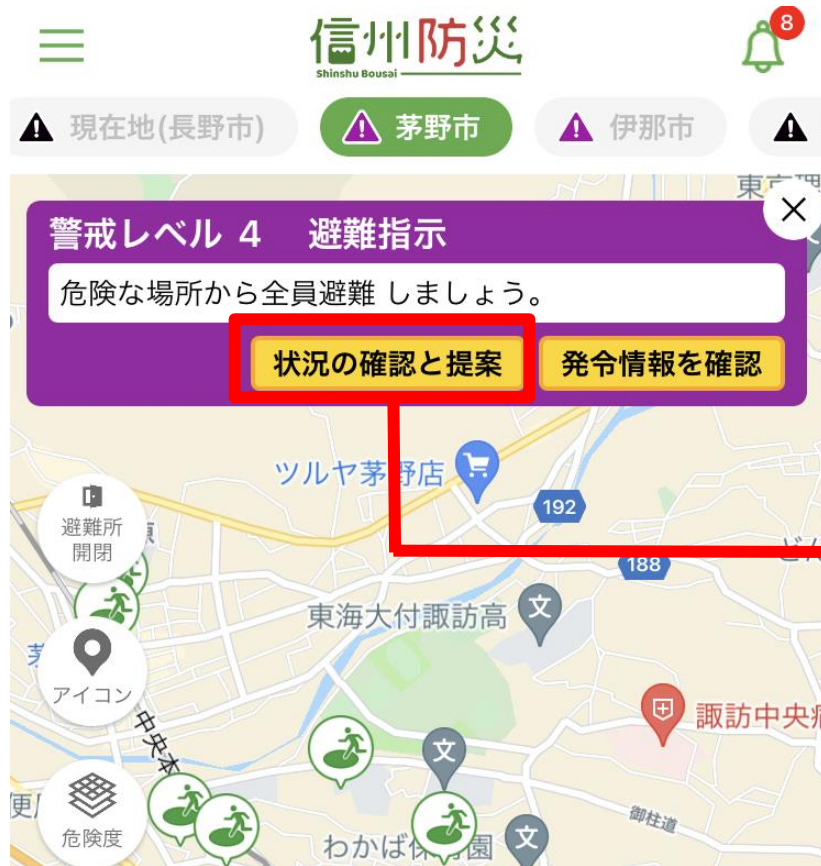 信州防災
Shinshu Bousai
8
現在地(長野市)
茅野市
伊那市
警戒レベル 4 避難指示
危険な場所から全員避難 しましょう。
状況の確認と提案
発令情報を確認
ツルヤ茅野店
192
避難所
開閉
188
東海大付諏訪高
文
アイコン
諏訪中央
中央本
文
危険度
御柱道
わかば
園
文